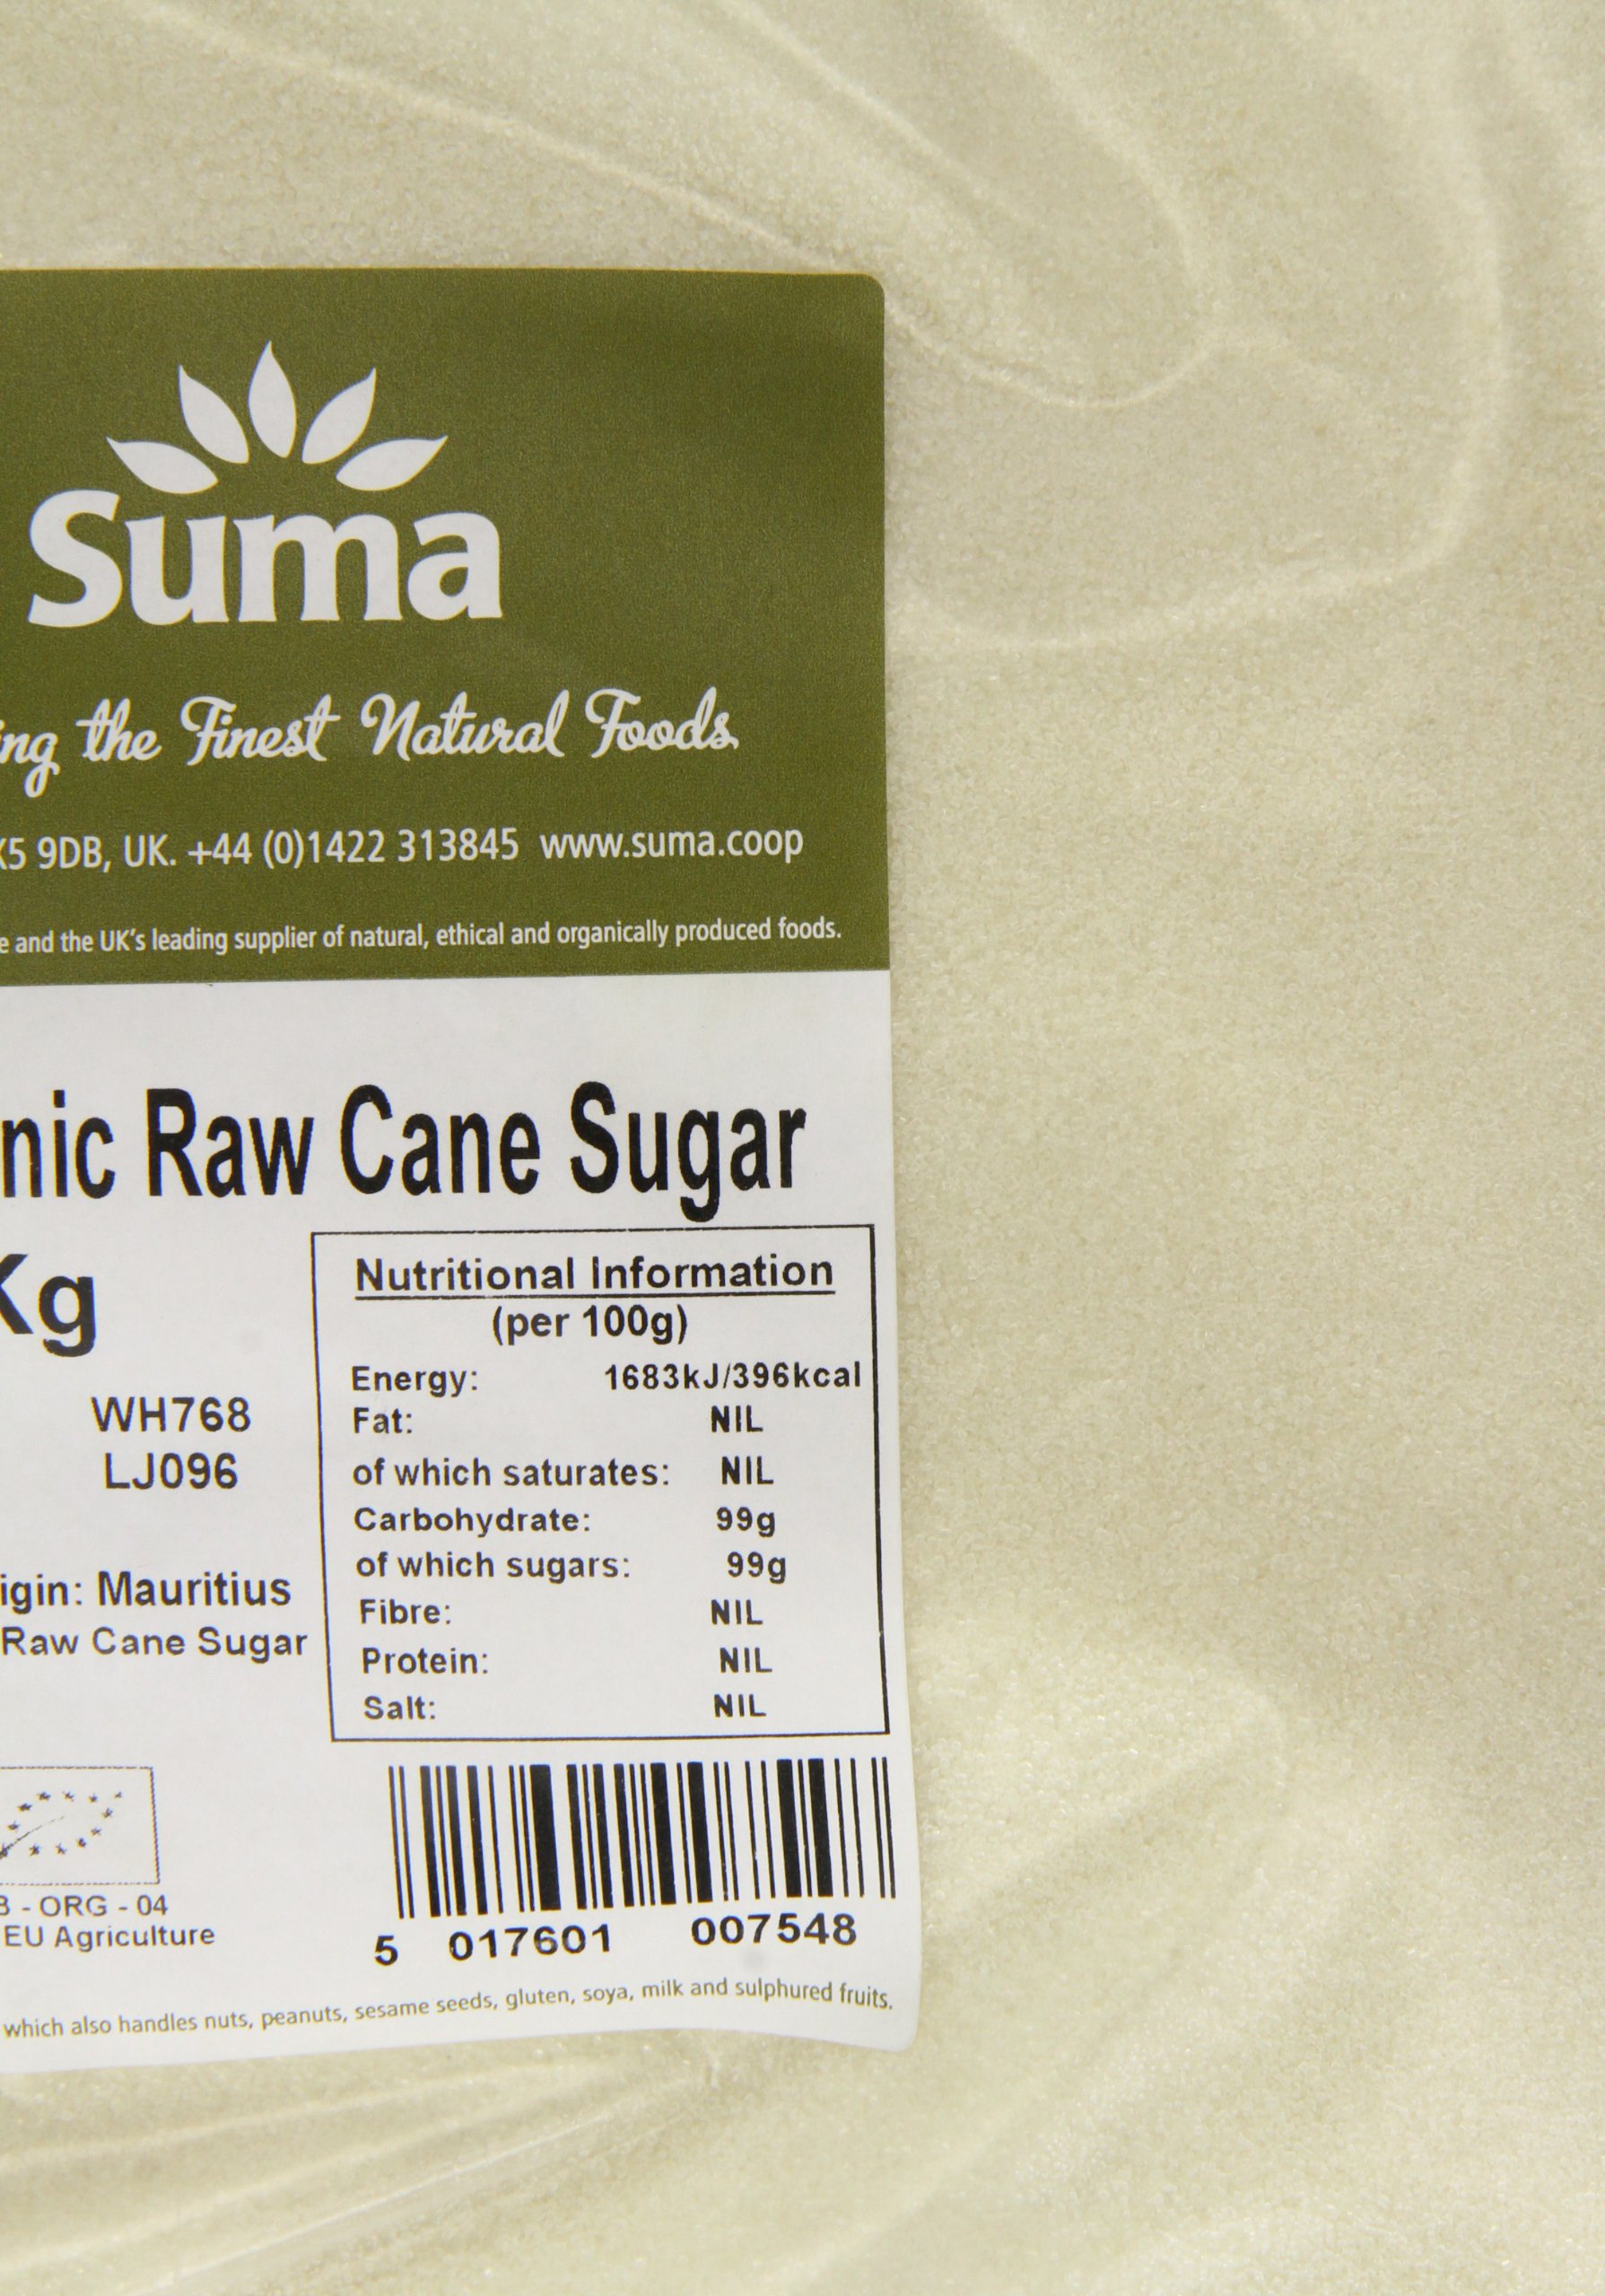 Suma
ing the Finest Natural Foods
5 9DB, UK. +44 (0)1422 313845 www.suma.coop
e and the UK's leading supplier of natural, ethical and organically produced foods.
nic Raw Cane Sugar
Kg
WH768
LJ096
igin: Mauritius
Raw Cane Sugar
Nutritional Information
(per 100g)
Energy: 1683kJ/396kcal
Fat: NIL
of which saturates: NIL
Carbohydrate: 99g
of which sugars: 99g
Fibre: NIL
Protein: NIL
Salt: NIL
- ORG - 04
EU Agriculture
5 017601 007548
which also handles nuts, peanuts, sesame seeds, gluten, soya, milk and sulphured fruits.